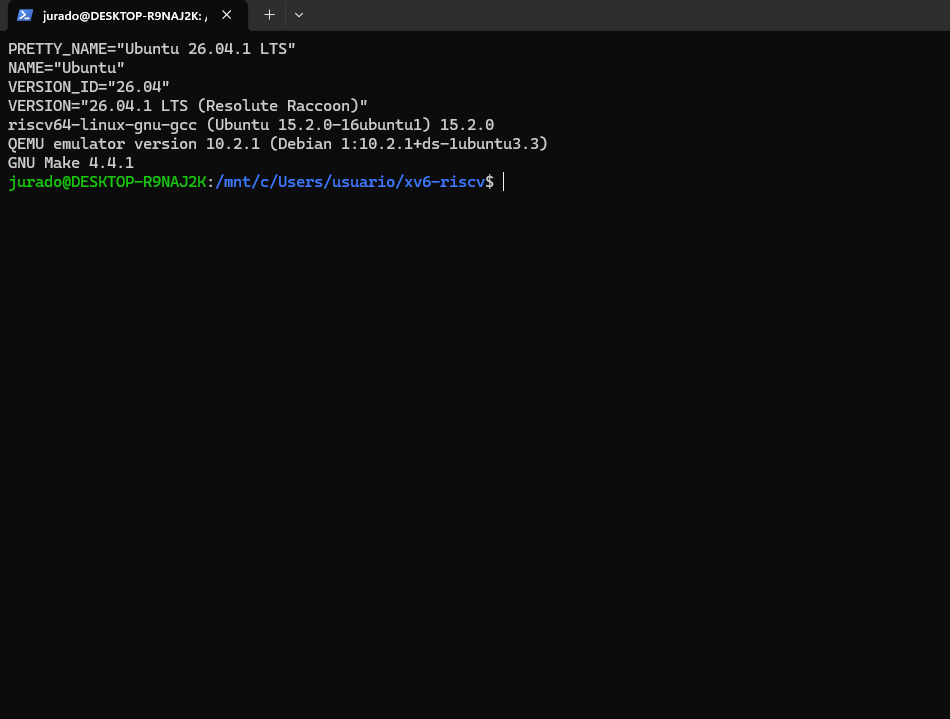 jurado@DESKTOP-R9NAJ2K: /
PRETTY_NAME="Ubuntu 26.04.1 LTS"
NAME="Ubuntu"
VERSION_ID="26.04"
VERSION="26.04.1 LTS (Resolute Raccoon)"
riscv64-linux-gnu-gcc (Ubuntu 15.2.0-16ubuntu1) 15.2.0
QEMU emulator version 10.2.1 (Debian 1:10.2.1+ds-1ubuntu3.3)
GNU Make 4.4.1
jurado@DESKTOP-R9NAJ2K:/mnt/c/Users/usuario/xv6-riscv$